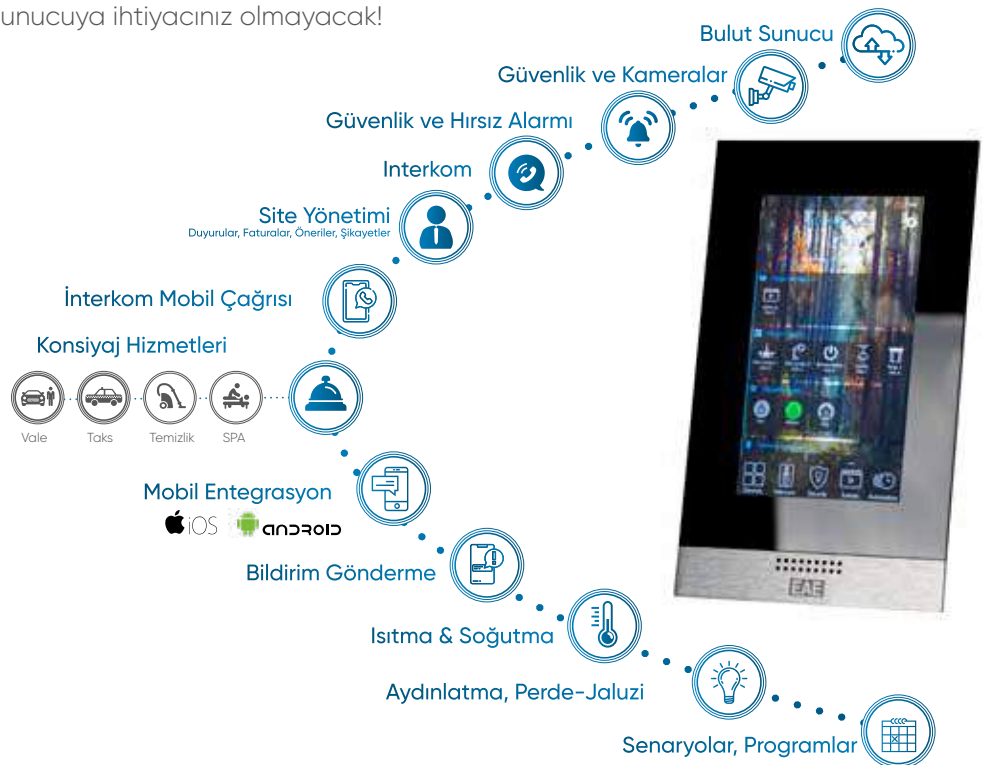 unucuya ihtiyacınız olmayacak!
Bulut Sunucu
Güvenlik ve Kameralar
Güvenlik ve Hırsız Alarmı
Interkom
Site Yönetimi
Duyurular, Faturalar, Öneriler, Şikayetler
İnterkom Mobil Çağrısı
Konsiyaj Hizmetleri
Vale Taks Temizlik SPA
Mobil Entegrasyon
iOS android
Bildirim Gönderme
Isıtma & Soğutma
Aydınlatma, Perde-Jaluzi
Senaryolar, Programlar
EAE